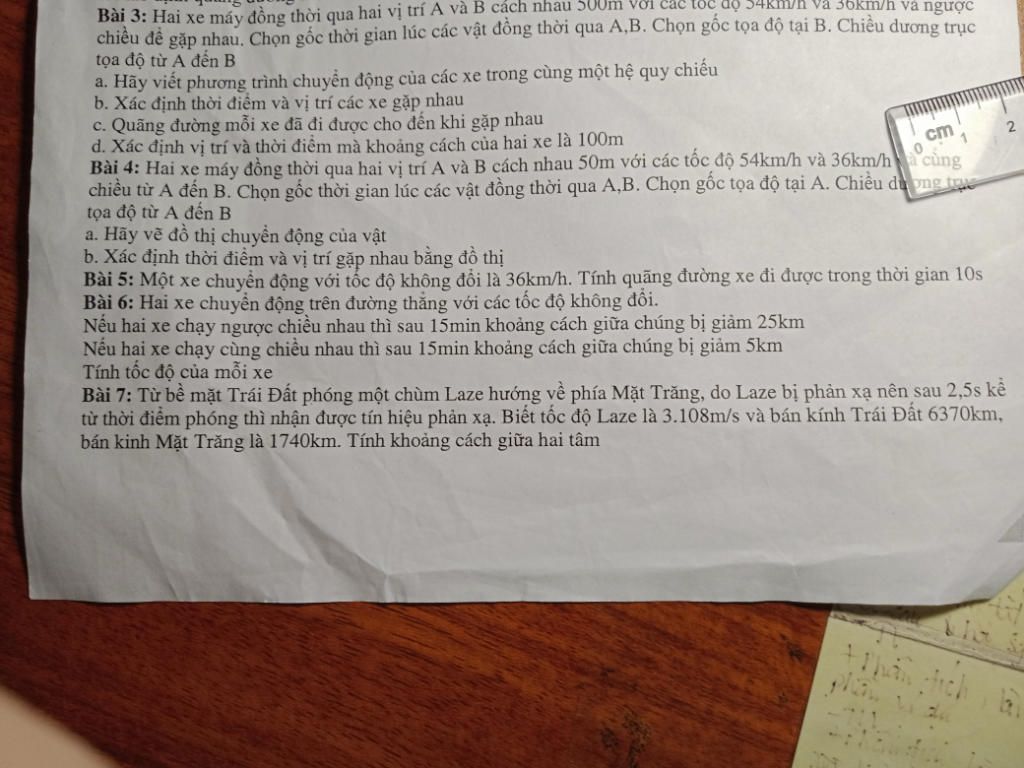 Bài 3: Hai xe máy đồng thời qua hai vị trí A và B cách nhau 500m với các tốc độ 54km/h và 36km/h và ngược
chiều để gặp nhau. Chọn gốc thời gian lúc các vật đồng thời qua A,B. Chọn gốc tọa độ tại B. Chiều dương trục
tọa độ từ A đến B
a. Hãy viết phương trình chuyển động của các xe trong cùng một hệ quy chiếu
b. Xác định thời điểm và vị trí các xe gặp nhau
c. Quãng đường mỗi xe đã đi được cho đến khi gặp nhau
d. Xác định vị trí và thời điểm mà khoảng cách của hai xe là 100m
cm
0 1 2
Bài 4: Hai xe máy đồng thời qua hai vị trí A và B cách nhau 50m với các tốc độ 54km/h và 36km/h và cùng
chiều từ A đến B. Chọn gốc thời gian lúc các vật đồng thời qua A,B. Chọn gốc tọa độ tại A. Chiều dương trục
tọa độ từ A đến B
a. Hãy vẽ đồ thị chuyển động của vật
b. Xác định thời điểm và vị trí gặp nhau bằng đồ thị
Bài 5: Một xe chuyển động với tốc độ không đổi là 36km/h. Tính quãng đường xe đi được trong thời gian 10s
Bài 6: Hai xe chuyển động trên đường thẳng với các tốc độ không đổi.
Nếu hai xe chạy ngược chiều nhau thì sau 15min khoảng cách giữa chúng bị giảm 25km
Nếu hai xe chạy cùng chiều nhau thì sau 15min khoảng cách giữa chúng bị giảm 5km
Tính tốc độ của mỗi xe
Bài 7: Từ bề mặt Trái Đất phóng một chùm Laze hướng về phía Mặt Trăng, do Laze bị phản xạ nên sau 2,5s kể
từ thời điểm phóng thì nhận được tín hiệu phản xạ. Biết tốc độ Laze là 3.108m/s và bán kính Trái Đất 6370km,
bán kinh Mặt Trăng là 1740km. Tính khoảng cách giữa hai tâm